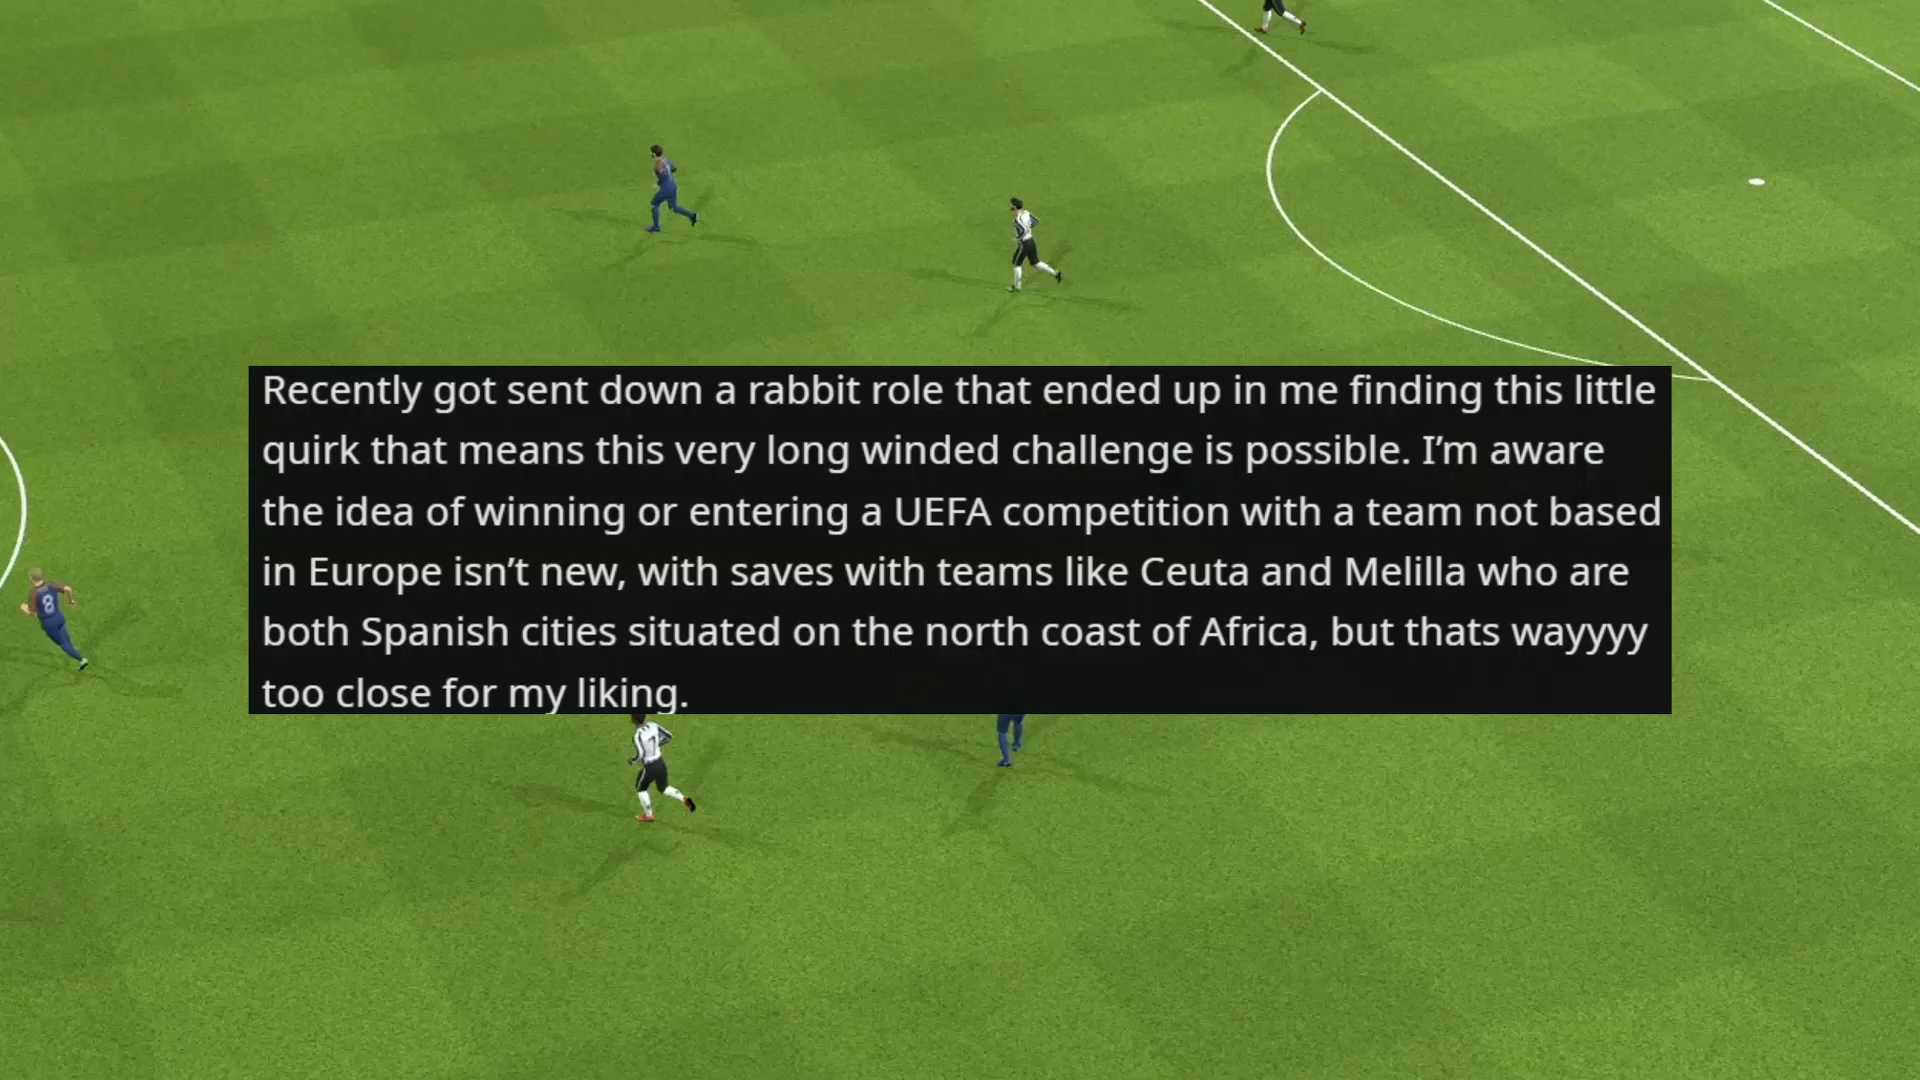 Recently got sent down a rabbit role that ended up in me finding this little
quirk that means this very long winded challenge is possible. I’m aware
the idea of winning or entering a UEFA competition with a team not based
in Europe isn’t new, with saves with teams like Ceuta and Melilla who are
both Spanish cities situated on the north coast of Africa, but thats wayyyy
too close for my liking.
8
7